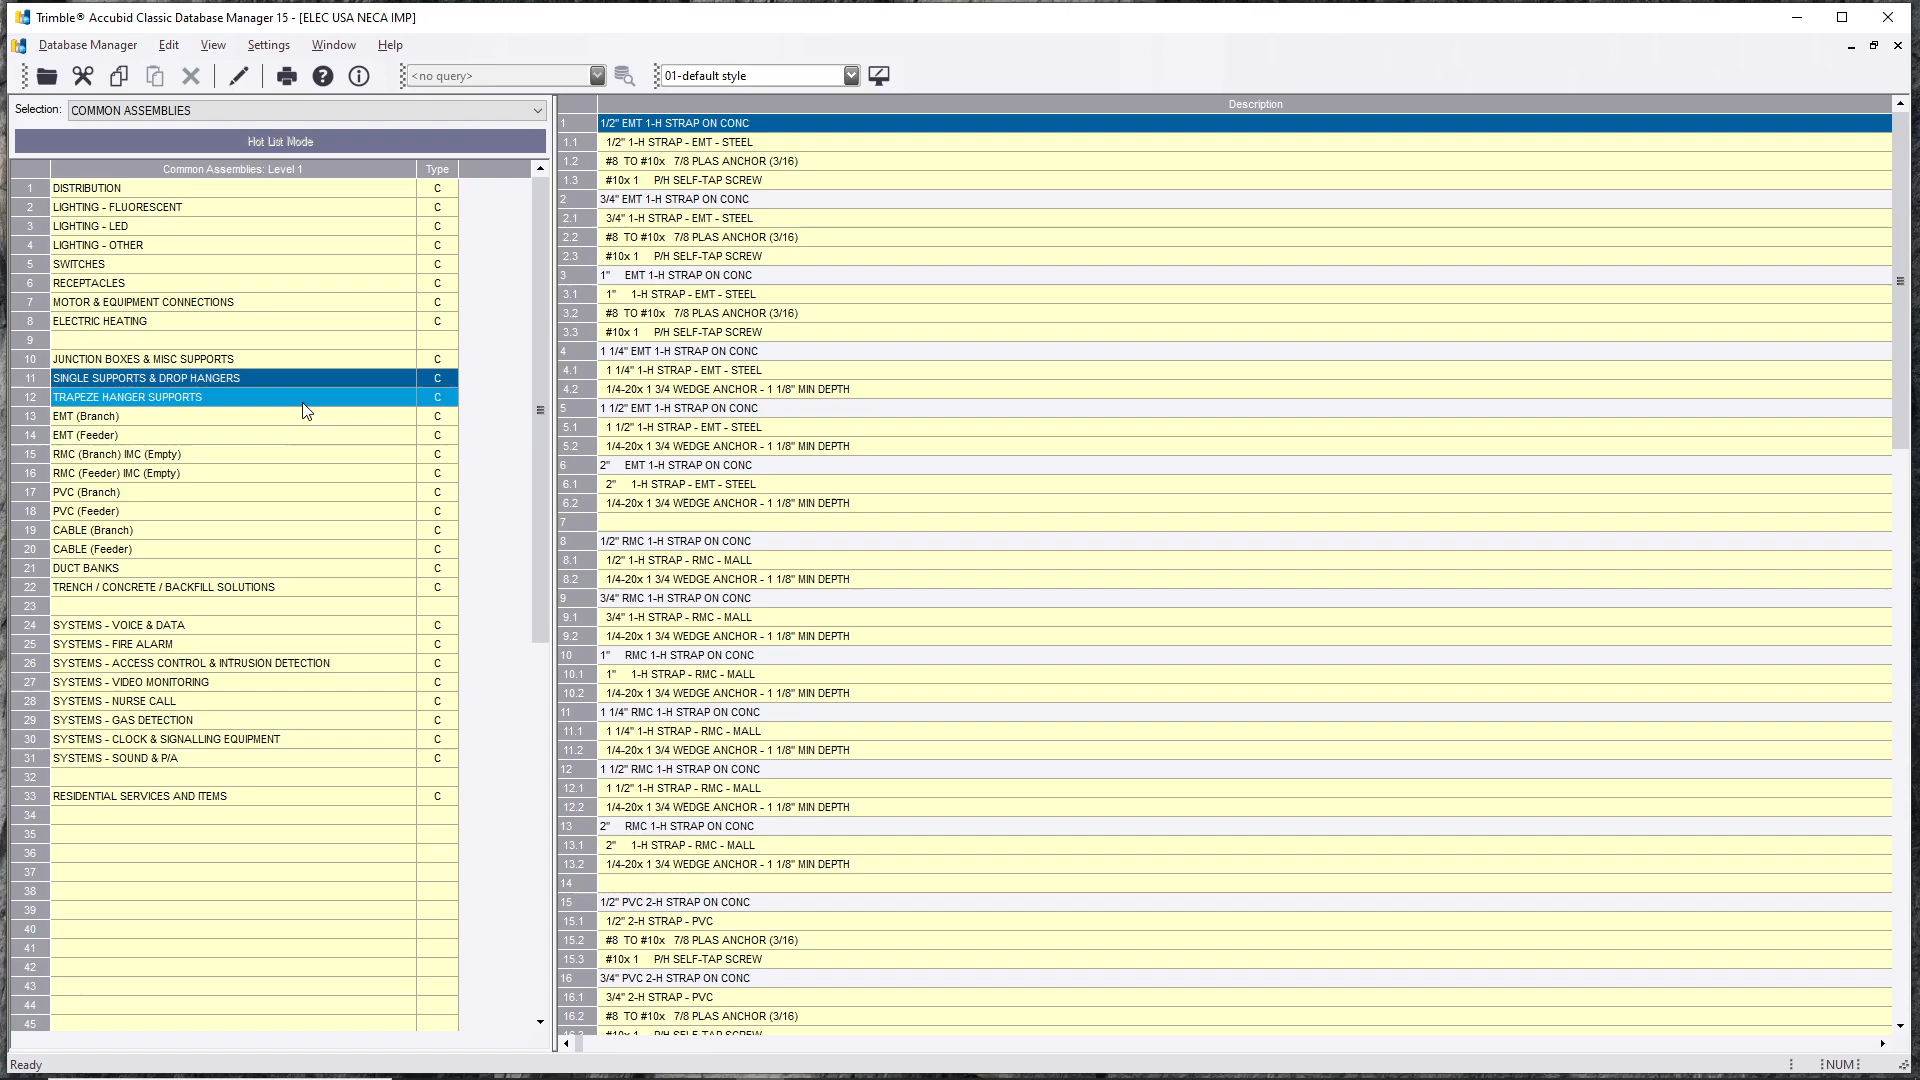 Trimble® Accubid Classic Database Manager 15 - [ELEC USA NECA IMP]
Database Manager Edit View Settings Window Help
<no query> 01-default style
Selection: COMMON ASSEMBLIES
Hot List Mode
Common Assemblies: Level 1 Type
1 DISTRIBUTION C
2 LIGHTING - FLUORESCENT C
3 LIGHTING - LED C
4 LIGHTING - OTHER C
5 SWITCHES C
6 RECEPTACLES C
7 MOTOR & EQUIPMENT CONNECTIONS C
8 ELECTRIC HEATING C
9
10 JUNCTION BOXES & MISC SUPPORTS C
11 SINGLE SUPPORTS & DROP HANGERS C
12 TRAPEZE HANGER SUPPORTS C
13 EMT (Branch) C
14 EMT (Feeder) C
15 RMC (Branch) IMC (Empty) C
16 RMC (Feeder) IMC (Empty) C
17 PVC (Branch) C
18 PVC (Feeder) C
19 CABLE (Branch) C
20 CABLE (Feeder) C
21 DUCT BANKS C
22 TRENCH / CONCRETE / BACKFILL SOLUTIONS C
23
24 SYSTEMS - VOICE & DATA C
25 SYSTEMS - FIRE ALARM C
26 SYSTEMS - ACCESS CONTROL & INTRUSION DETECTION C
27 SYSTEMS - VIDEO MONITORING C
28 SYSTEMS - NURSE CALL C
29 SYSTEMS - GAS DETECTION C
30 SYSTEMS - CLOCK & SIGNALLING EQUIPMENT C
31 SYSTEMS - SOUND & P/A C
32
33 RESIDENTIAL SERVICES AND ITEMS C
34
35
36
37
38
39
40
41
42
43
44
45
Description
1 1/2" EMT 1-H STRAP ON CONC
1.1 1/2" 1-H STRAP - EMT - STEEL
1.2 #8 TO #10x 7/8 PLAS ANCHOR (3/16)
1.3 #10x 1 P/H SELF-TAP SCREW
2 3/4" EMT 1-H STRAP ON CONC
2.1 3/4" 1-H STRAP - EMT - STEEL
2.2 #8 TO #10x 7/8 PLAS ANCHOR (3/16)
2.3 #10x 1 P/H SELF-TAP SCREW
3 1" EMT 1-H STRAP ON CONC
3.1 1" 1-H STRAP - EMT - STEEL
3.2 #8 TO #10x 7/8 PLAS ANCHOR (3/16)
3.3 #10x 1 P/H SELF-TAP SCREW
4 1 1/4" EMT 1-H STRAP ON CONC
4.1 1 1/4" 1-H STRAP - EMT - STEEL
4.2 1/4-20x 1 3/4 WEDGE ANCHOR - 1 1/8" MIN DEPTH
5 1 1/2" EMT 1-H STRAP ON CONC
5.1 1 1/2" 1-H STRAP - EMT - STEEL
5.2 1/4-20x 1 3/4 WEDGE ANCHOR - 1 1/8" MIN DEPTH
6 2" EMT 1-H STRAP ON CONC
6.1 2" 1-H STRAP - EMT - STEEL
6.2 1/4-20x 1 3/4 WEDGE ANCHOR - 1 1/8" MIN DEPTH
7
8 1/2" RMC 1-H STRAP ON CONC
8.1 1/2" 1-H STRAP - RMC - MALL
8.2 1/4-20x 1 3/4 WEDGE ANCHOR - 1 1/8" MIN DEPTH
9 3/4" RMC 1-H STRAP ON CONC
9.1 3/4" 1-H STRAP - RMC - MALL
9.2 1/4-20x 1 3/4 WEDGE ANCHOR - 1 1/8" MIN DEPTH
10 1" RMC 1-H STRAP ON CONC
10.1 1" 1-H STRAP - RMC - MALL
10.2 1/4-20x 1 3/4 WEDGE ANCHOR - 1 1/8" MIN DEPTH
11 1 1/4" RMC 1-H STRAP ON CONC
11.1 1 1/4" 1-H STRAP - RMC - MALL
11.2 1/4-20x 1 3/4 WEDGE ANCHOR - 1 1/8" MIN DEPTH
12 1 1/2" RMC 1-H STRAP ON CONC
12.1 1 1/2" 1-H STRAP - RMC - MALL
12.2 1/4-20x 1 3/4 WEDGE ANCHOR - 1 1/8" MIN DEPTH
13 2" RMC 1-H STRAP ON CONC
13.1 2" 1-H STRAP - RMC - MALL
13.2 1/4-20x 1 3/4 WEDGE ANCHOR - 1 1/8" MIN DEPTH
14
15 1/2" PVC 2-H STRAP ON CONC
15.1 1/2" 2-H STRAP - PVC
15.2 #8 TO #10x 7/8 PLAS ANCHOR (3/16)
15.3 #10x 1 P/H SELF-TAP SCREW
16 3/4" PVC 2-H STRAP ON CONC
16.1 3/4" 2-H STRAP - PVC
16.2 #8 TO #10x 7/8 PLAS ANCHOR (3/16)
16.3 #10x 1 P/H SELF-TAP SCREW
Ready NUM